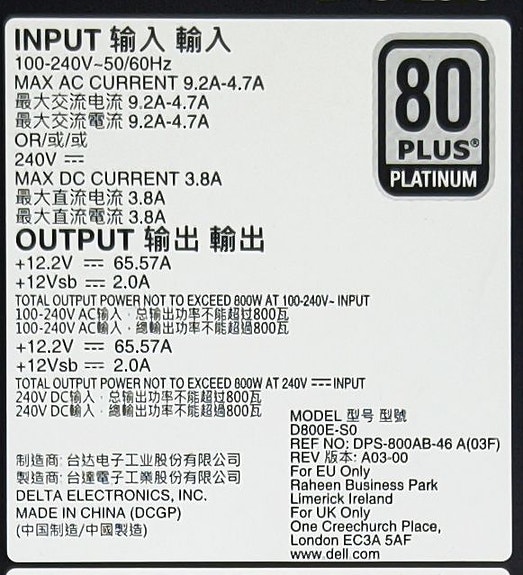 INPUT 输入 輸入
100-240V~50/60Hz
MAX AC CURRENT 9.2A-4.7A
最大交流电流 9.2A-4.7A
最大交流電流 9.2A-4.7A
OR/或/或
240V ⎓
MAX DC CURRENT 3.8A
最大直流电流 3.8A
最大直流電流 3.8A
80
PLUS®
PLATINUM
OUTPUT 输出 輸出
+12.2V ⎓ 65.57A
+12Vsb ⎓ 2.0A
TOTAL OUTPUT POWER NOT TO EXCEED 800W AT 100-240V~ INPUT
100-240V AC输入，总输出功率不能超过800瓦
100-240V AC輸入，總輸出功率不能超過800瓦
+12.2V ⎓ 65.57A
+12Vsb ⎓ 2.0A
TOTAL OUTPUT POWER NOT TO EXCEED 800W AT 240V ⎓ INPUT
240V DC输入，总输出功率不能超过800瓦
240V DC輸入，總輸出功率不能超過800瓦
制造商: 台达电子工业股份有限公司
製造商: 台達電子工業股份有限公司
DELTA ELECTRONICS, INC.
MADE IN CHINA (DCGP)
(中国制造/中國製造)
MODEL 型号 型號
D800E-S0
REF NO: DPS-800AB-46 A(03F)
REV 版本: A03-00
For EU Only
Raheen Business Park
Limerick Ireland
For UK Only
One Creechurch Place,
London EC3A 5AF
www.dell.com